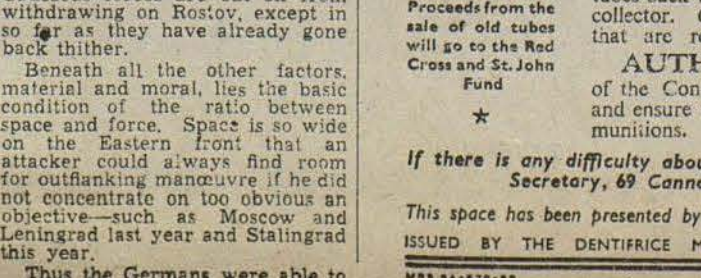 withdrawing on Rostov, except in
so far as they have already gone
back thither.
Beneath all the other factors,
material and moral, lies the basic
condition of the ratio between
space and force. Space is so wide
on the Eastern front that an
attacker could always find room
for outflanking manœuvre if he did
not concentrate on too obvious an
objective—such as Moscow and
Leningrad last year and Stalingrad
this year.
Thus the Germans were able to
Proceeds from the
sale of old tubes
will go to the Red
Cross and St. John
Fund
★
collector.
that are
AUTH
of the Con
and ensure
munitions.
If there is any difficulty
Secretary, 69
This space has been presented by
ISSUED BY THE DENTIFRICE M